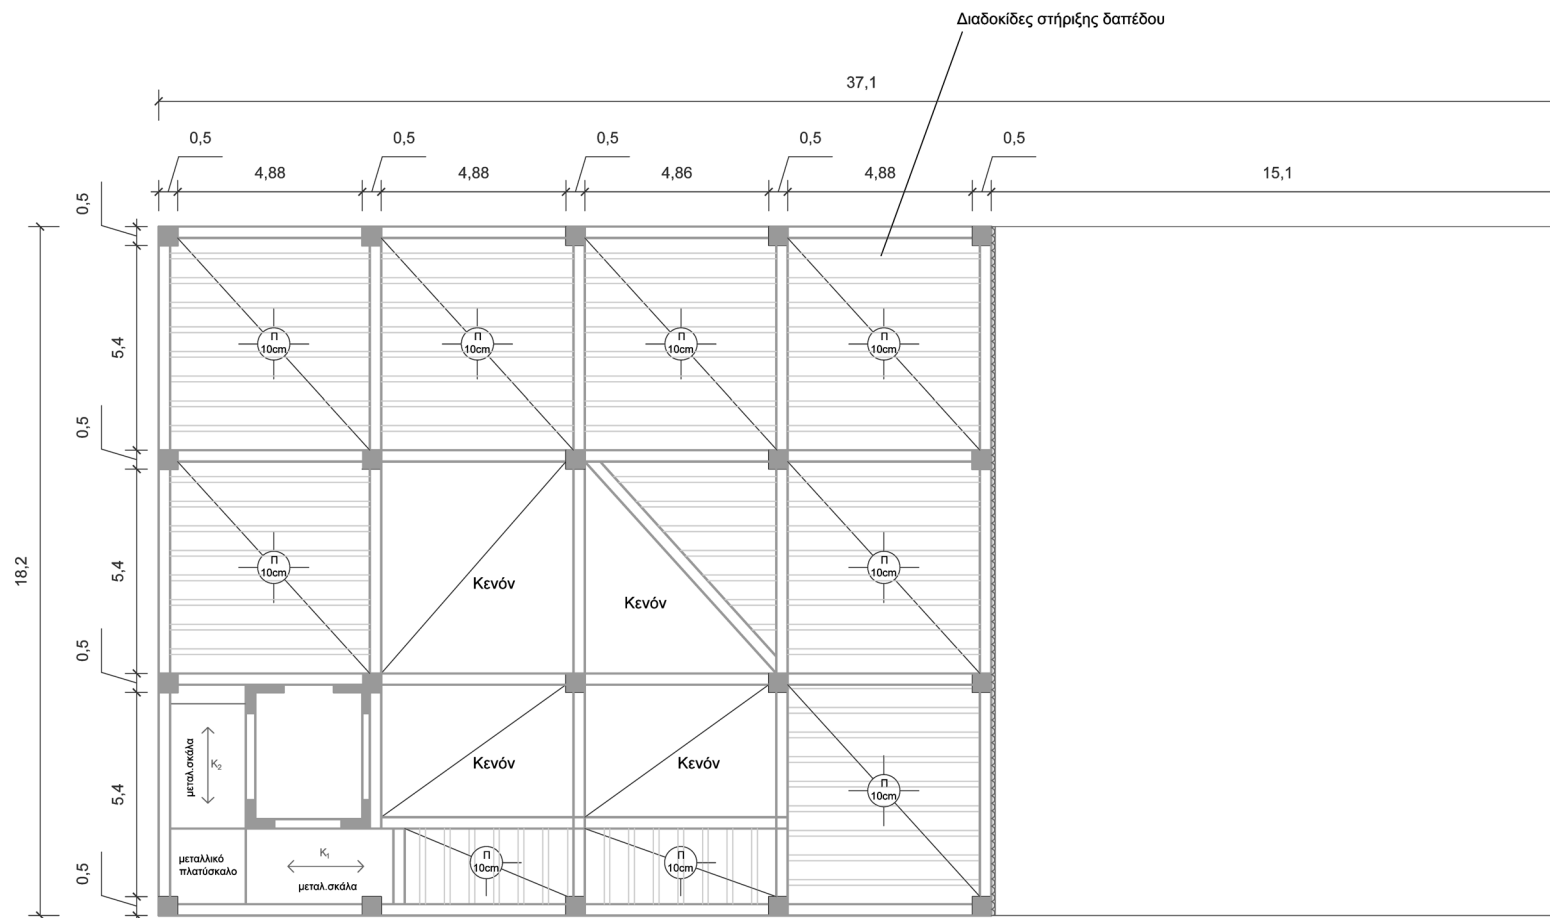 Διαδοκίδες στήριξης δαπέδου
37,1
0,5
0,5
0,5
0,5
0,5
4,88
4,88
4,86
4,88
15,1
0,5
5,4
Π
10cm
Π
10cm
Π
10cm
Π
10cm
0,5
18,2
5,4
Π
10cm
Κενόν
Κενόν
Π
10cm
0,5
5,4
μεταλ.σκάλα
K2
Κενόν
Κενόν
Π
10cm
0,5
μεταλλικό
πλατύσκαλο
K1
μεταλ.σκάλα
Π
10cm
Π
10cm